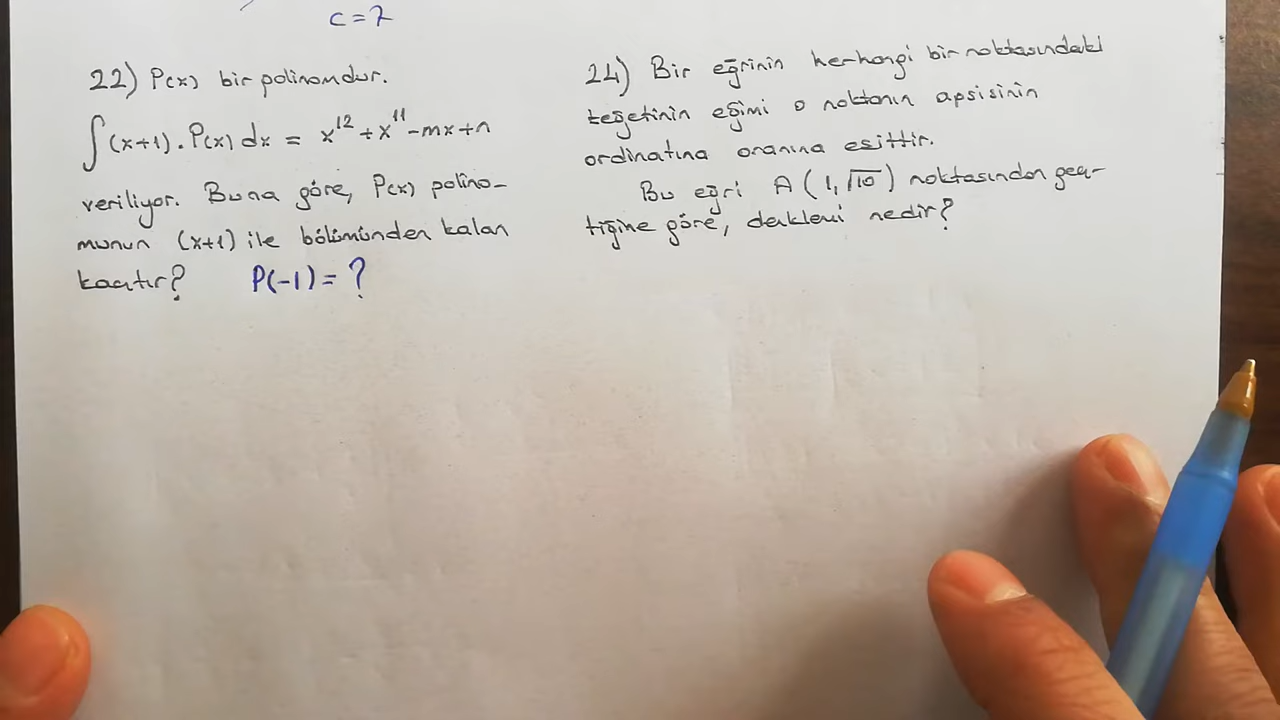 c=7
22) P(x) bir polinomdur.
∫(x+1).P(x) dx = x¹²+x¹¹-mx+n
veriliyor. Buna göre, P(x) polino-
munun (x+1) ile bölümünden kalan
kaçtır? P(-1)=?
24) Bir eğrinin herhangi bir noktasındaki
teğetinin eğimi o noktanın apsisinin
ordinatına oranına eşittir.
Bu eğri A(1,√10) noktasından geç-
tiğine göre, denklemi nedir?